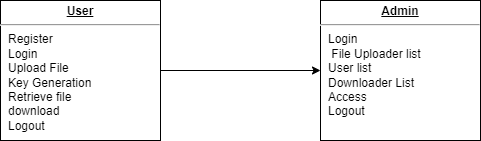 User
Register
Login
Upload File
Key Generation
Retrieve file
download
Logout
Admin
Login
File Uploader list
User list
Downloader List
Access
Logout